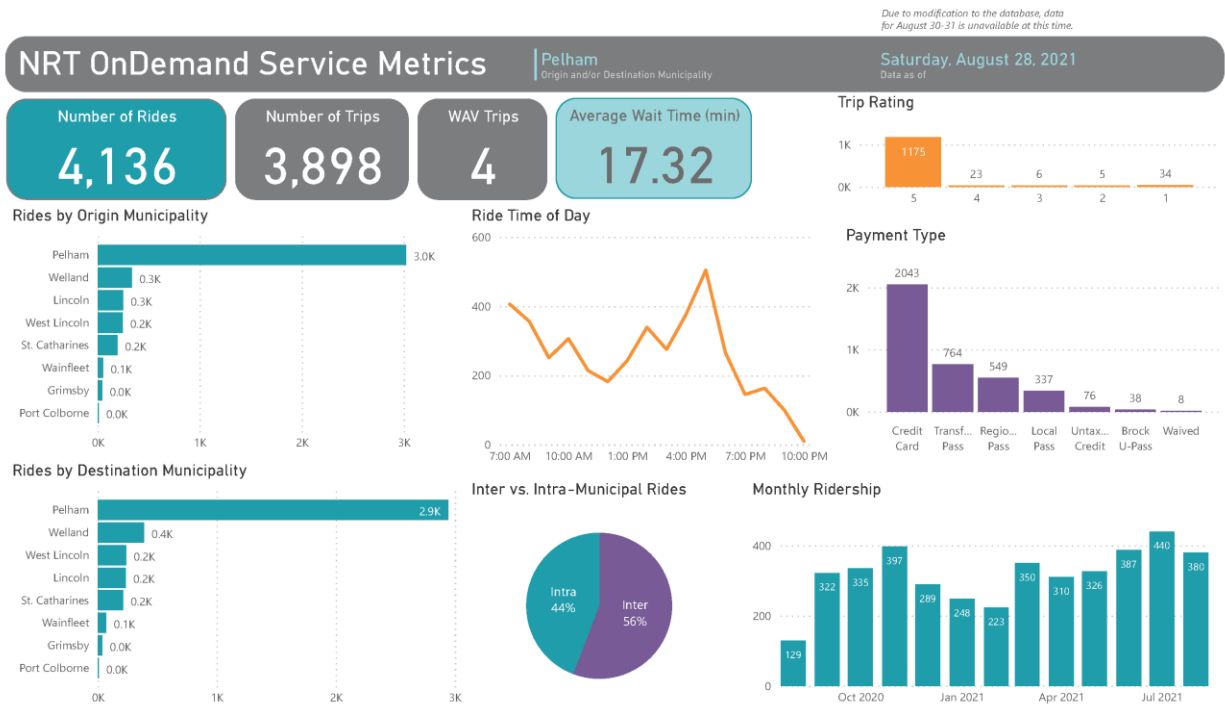 Due to modification to the database, data
for August 30-31 is unavailable at this time.
NRT OnDemand Service Metrics
Pelham
Origin and/or Destination Municipality
Saturday, August 28, 2021
Data as of
Number of Rides
4,136
Number of Trips
3,898
WAV Trips
4
Average Wait Time (min)
17.32
Trip Rating
1K
0K
1175
23
6
5
34
5
4
3
2
1
Rides by Origin Municipality
Pelham
3.0K
Welland
0.3K
Lincoln
0.3K
West Lincoln
0.2K
St. Catharines
0.2K
Wainfleet
0.1K
Grimsby
0.0K
Port Colborne
0.0K
0K
1K
2K
3K
Ride Time of Day
600
400
200
0
7:00 AM
10:00 AM
1:00 PM
4:00 PM
7:00 PM
10:00 PM
Payment Type
2K
1K
0K
2043
764
549
337
76
38
8
Credit
Card
Transf...
Pass
Regio...
Pass
Local
Pass
Untax...
Credit
Brock
U-Pass
Waived
Rides by Destination Municipality
Pelham
2.9K
Welland
0.4K
West Lincoln
0.2K
Lincoln
0.2K
St. Catharines
0.2K
Wainfleet
0.1K
Grimsby
0.0K
Port Colborne
0.0K
0K
1K
2K
3K
Inter vs. Intra-Municipal Rides
Intra
44%
Inter
56%
Monthly Ridership
400
200
0
129
322
335
397
289
248
223
350
310
326
387
440
380
Oct 2020
Jan 2021
Apr 2021
Jul 2021